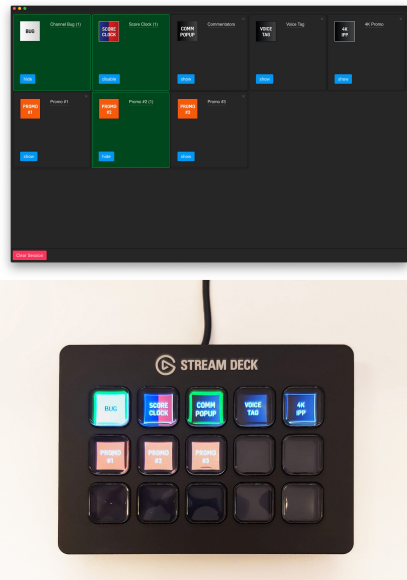 BUG
Channel Bug (1)
hide
SCORE
CLOCK
Score Clock (1)
disable
COMM
POPUP
Commentators
show
VOICE
TAG
Voice Tag
show
4K
IPP
4K Promo
show
PROMO
#1
Promo #1
show
PROMO
#2
Promo #2 (1)
hide
PROMO
#3
Promo #3
show
Clear Session
STREAM DECK
BUG
SCORE
CLOCK
COMM
POPUP
VOICE
TAG
4K
IPP
PROMO
#1
PROMO
#2
PROMO
#3